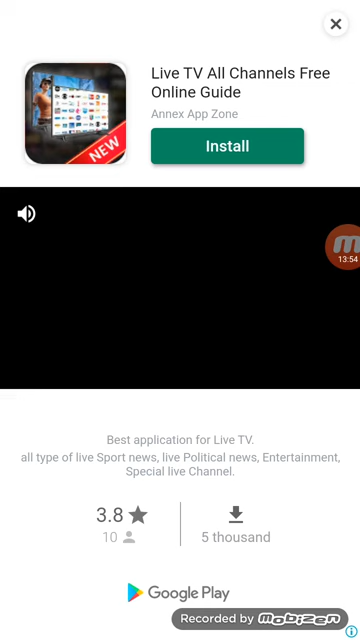 Live TV All Channels Free
Online Guide
Annex App Zone
Install
NEW
13:54
Best application for Live TV.
all type of live Sport news, live Political news, Entertainment,
Special live Channel.
3.8
10
5 thousand
Google Play
Recorded by mobizen